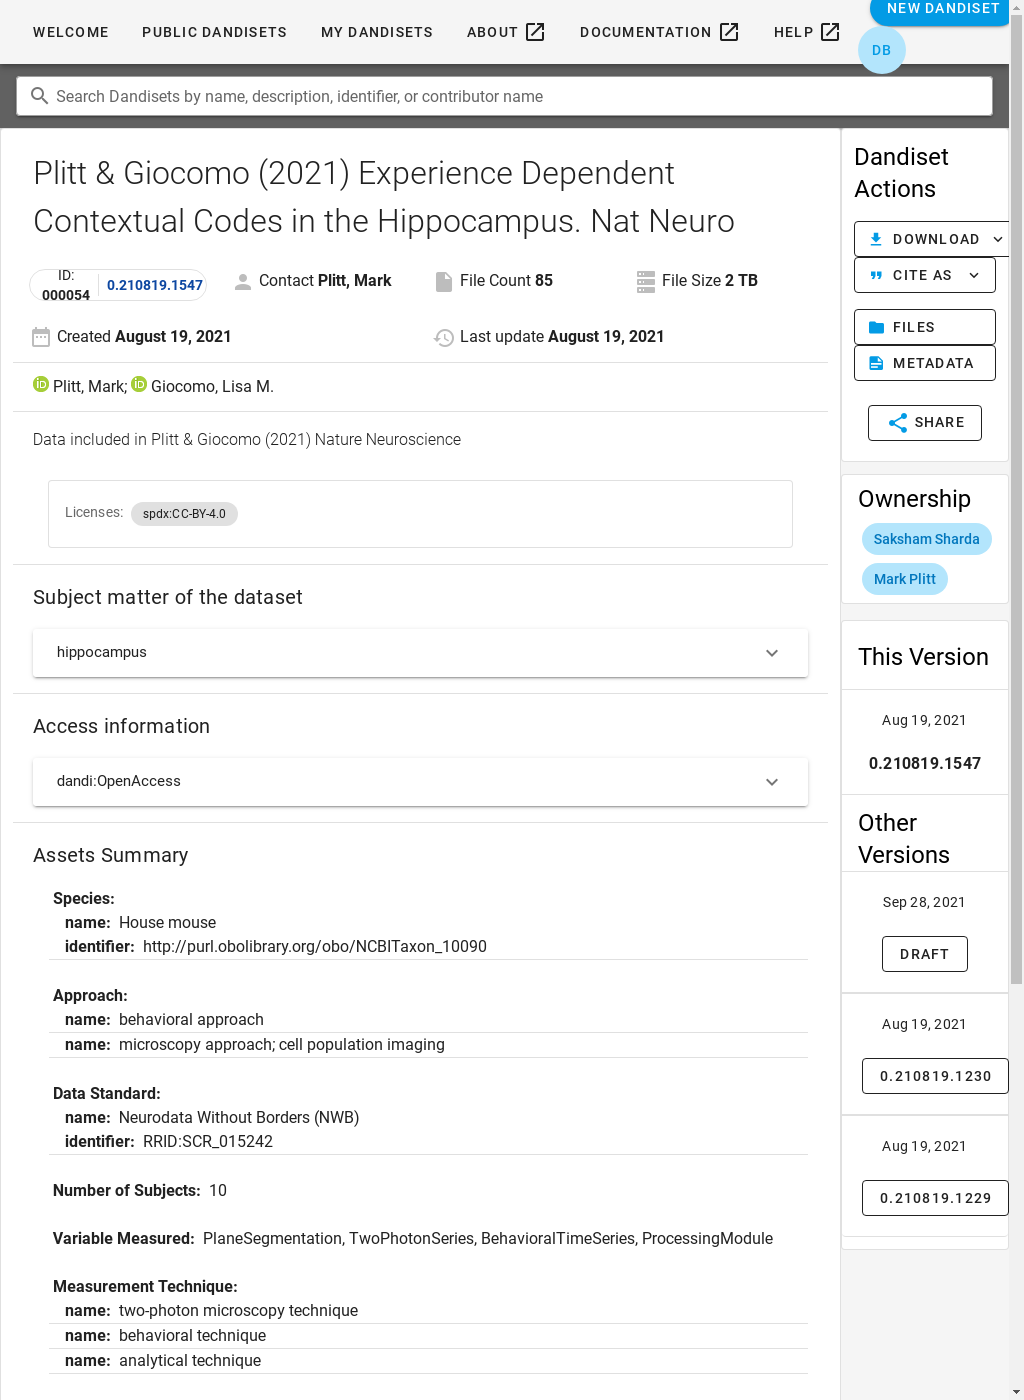 WELCOME
PUBLIC DANDISETS
MY DANDISETS
ABOUT
DOCUMENTATION
HELP
NEW DANDISET
DB
Search Dandisets by name, description, identifier, or contributor name
Plitt & Giocomo (2021) Experience Dependent
Contextual Codes in the Hippocampus. Nat Neuro
ID:
000054
0.210819.1547
Contact Plitt, Mark
File Count 85
File Size 2 TB
Created August 19, 2021
Last update August 19, 2021
iD Plitt, Mark; iD Giocomo, Lisa M.
Data included in Plitt & Giocomo (2021) Nature Neuroscience
Licenses: spdx:CC-BY-4.0
Subject matter of the dataset
hippocampus
Access information
dandi:OpenAccess
Assets Summary
Species:
name: House mouse
identifier: http://purl.obolibrary.org/obo/NCBITaxon_10090
Approach:
name: behavioral approach
name: microscopy approach; cell population imaging
Data Standard:
name: Neurodata Without Borders (NWB)
identifier: RRID:SCR_015242
Number of Subjects: 10
Variable Measured: PlaneSegmentation, TwoPhotonSeries, BehavioralTimeSeries, ProcessingModule
Measurement Technique:
name: two-photon microscopy technique
name: behavioral technique
name: analytical technique
Dandiset
Actions
DOWNLOAD
CITE AS
FILES
METADATA
SHARE
Ownership
Saksham Sharda
Mark Plitt
This Version
Aug 19, 2021
0.210819.1547
Other
Versions
Sep 28, 2021
DRAFT
Aug 19, 2021
0.210819.1230
Aug 19, 2021
0.210819.1229